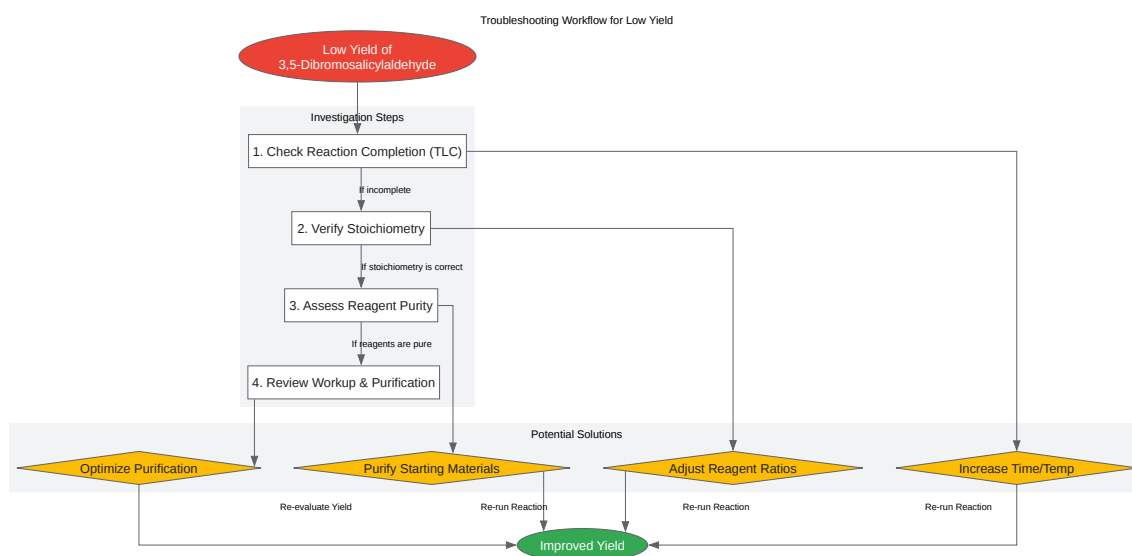 Troubleshooting Workflow for Low Yield
Low Yield of
3,5-Dibromosalicylaldehyde
Investigation Steps
1. Check Reaction Completion (TLC)
If incomplete
2. Verify Stoichiometry
If stoichiometry is correct
3. Assess Reagent Purity
If reagents are pure
4. Review Workup & Purification
Potential Solutions
Optimize Purification
Purify Starting Materials
Adjust Reagent Ratios
Increase Time/Temp
Re-evaluate Yield
Re-run Reaction
Re-run Reaction
Re-run Reaction
Improved Yield